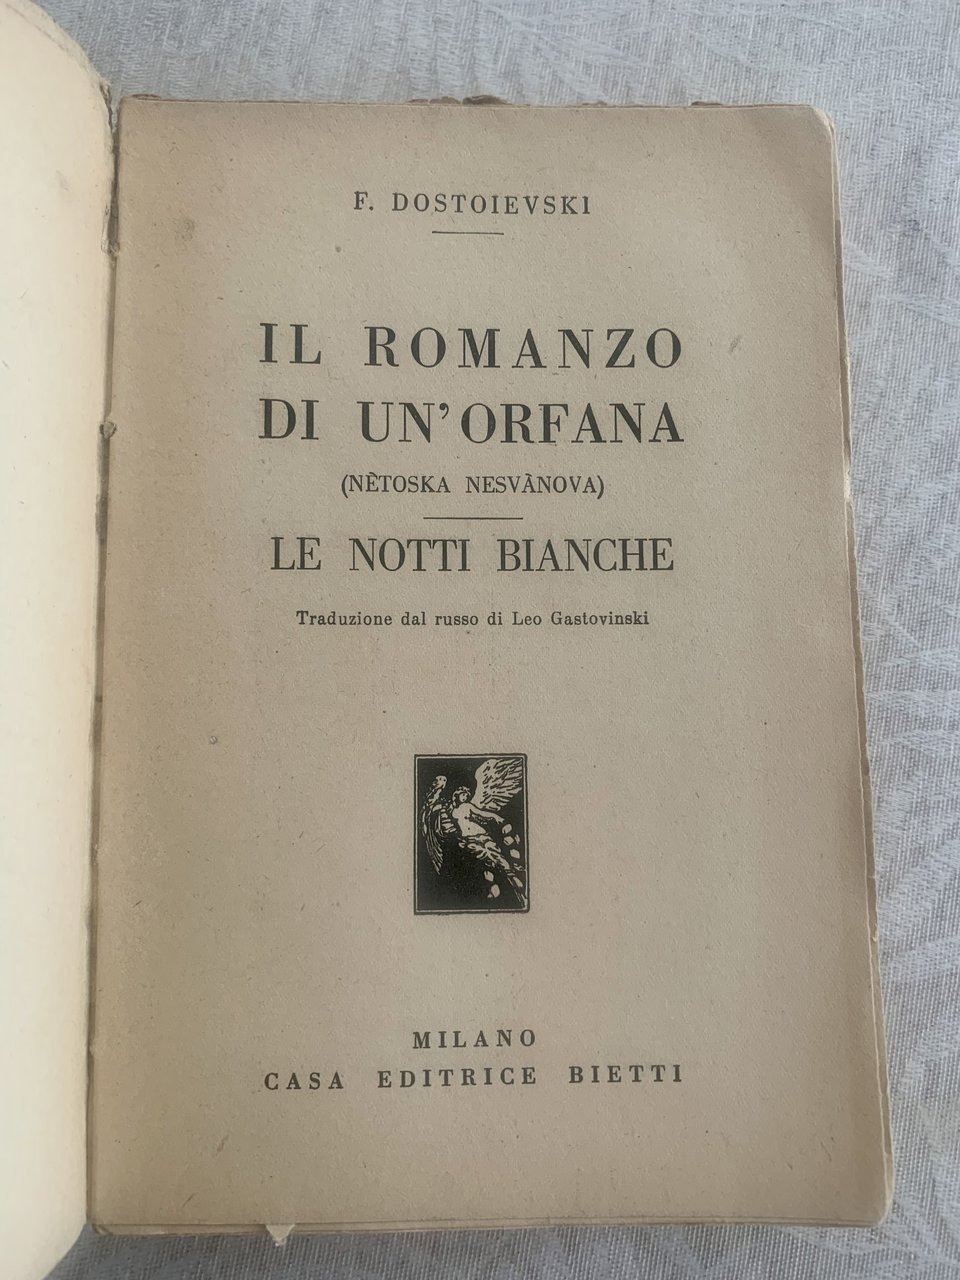 F. DOSTOIEVSKI
IL ROMANZO
DI UN'ORFANA
(NÈTOSKA NESVÀNOVA)
LE NOTTI BIANCHE
Traduzione dal russo di Leo Gastovinski
MILANO
CASA EDITRICE BIETTI